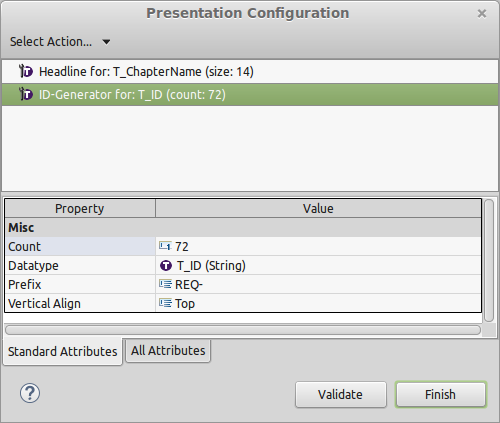 Presentation Configuration
Select Action...
Headline for: T_ChapterName (size: 14)
ID-Generator for: T_ID (count: 72)
Property Value
Misc
Count 72
Datatype T_ID (String)
Prefix REQ-
Vertical Align Top
Standard Attributes All Attributes
Validate Finish